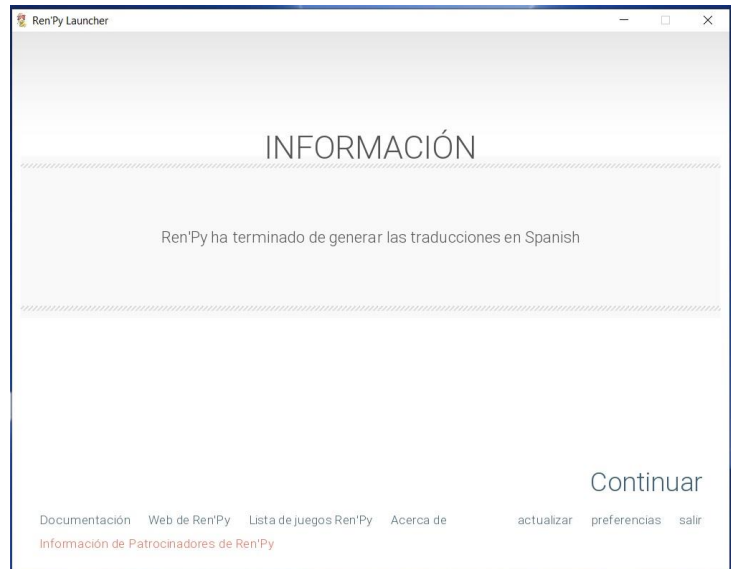 Ren'Py Launcher
INFORMACIÓN
Ren'Py ha terminado de generar las traducciones en Spanish
Continuar
Documentación Web de Ren'Py Lista de juegos Ren'Py Acerca de actualizar preferencias salir
Información de Patrocinadores de Ren'Py